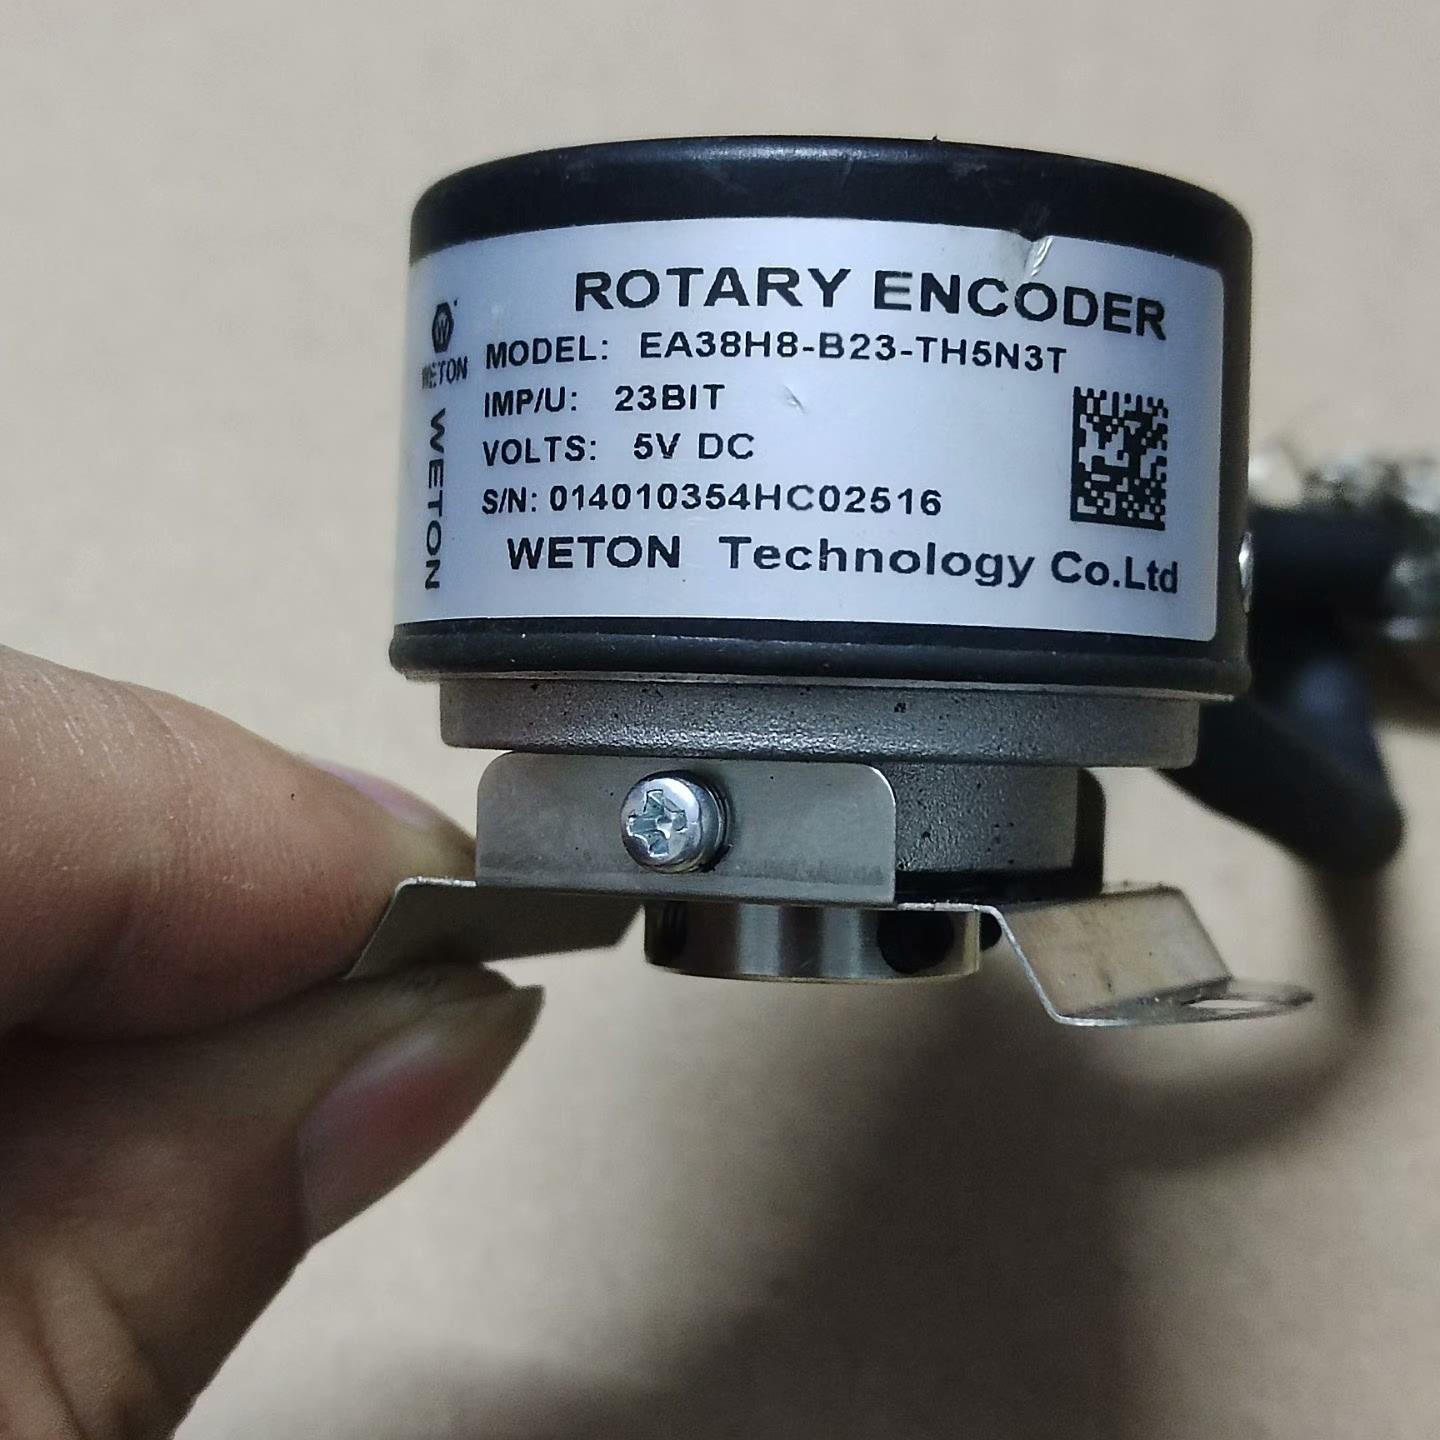 ROTARY ENCODER
WETON
WETON
MODEL: EA38H8-B23-TH5N3T
IMP/U: 23BIT
VOLTS: 5V DC
S/N: 014010354HC02516
WETON Technology Co.Ltd